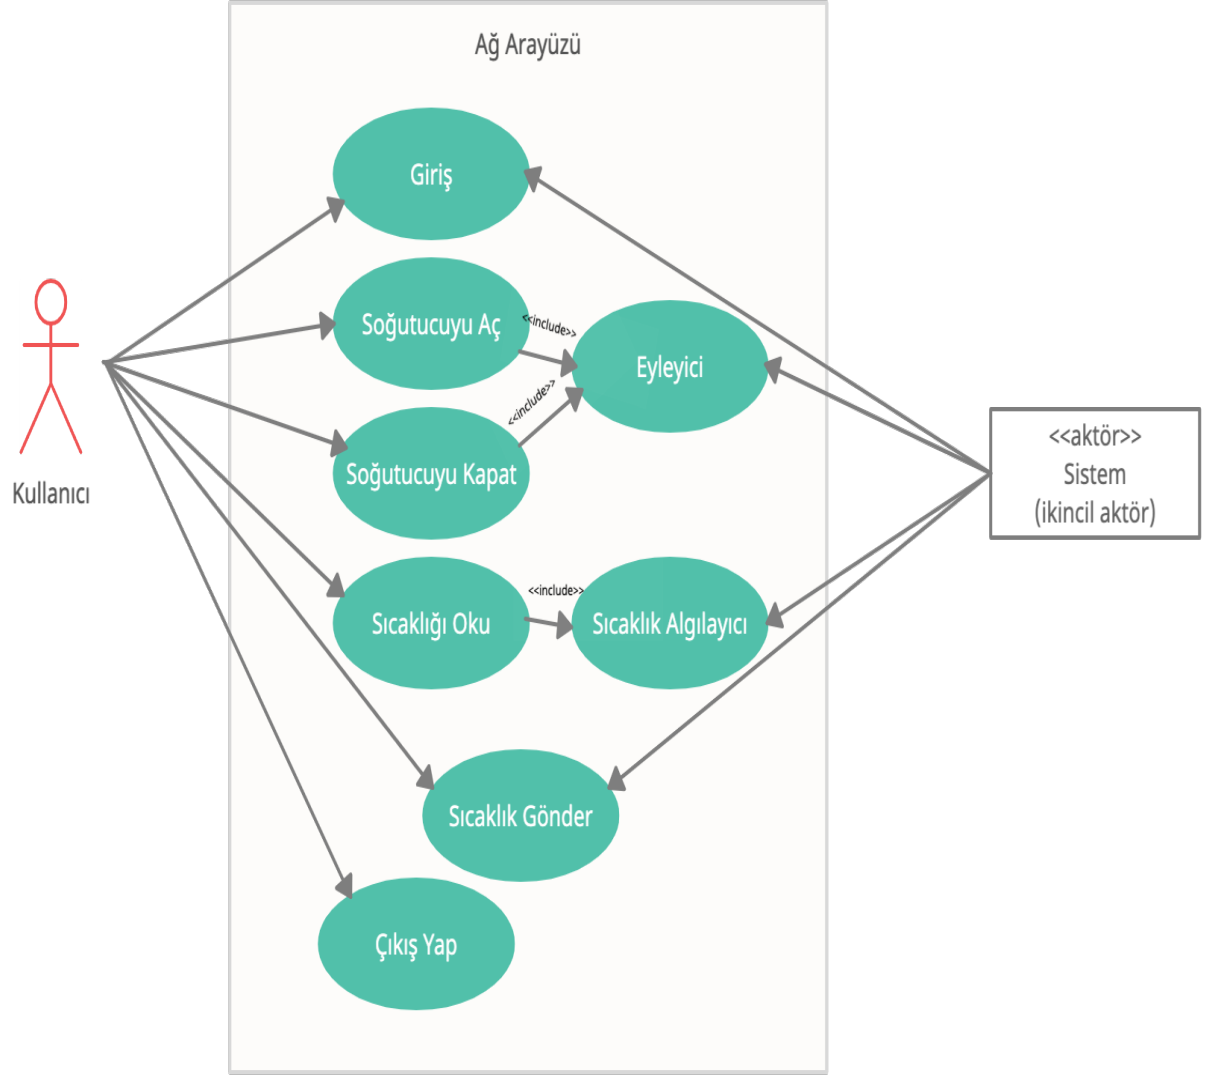 Ağ Arayüzü
Giriş
Soğutucuyu Aç
<<include>>
Eyleyici
<<include>>
Soğutucuyu Kapat
Kullanıcı
<<aktör>>
Sistem
(ikincil aktör)
Sıcaklığı Oku
<<include>>
Sıcaklık Algılayıcı
Sıcaklık Gönder
Çıkış Yap